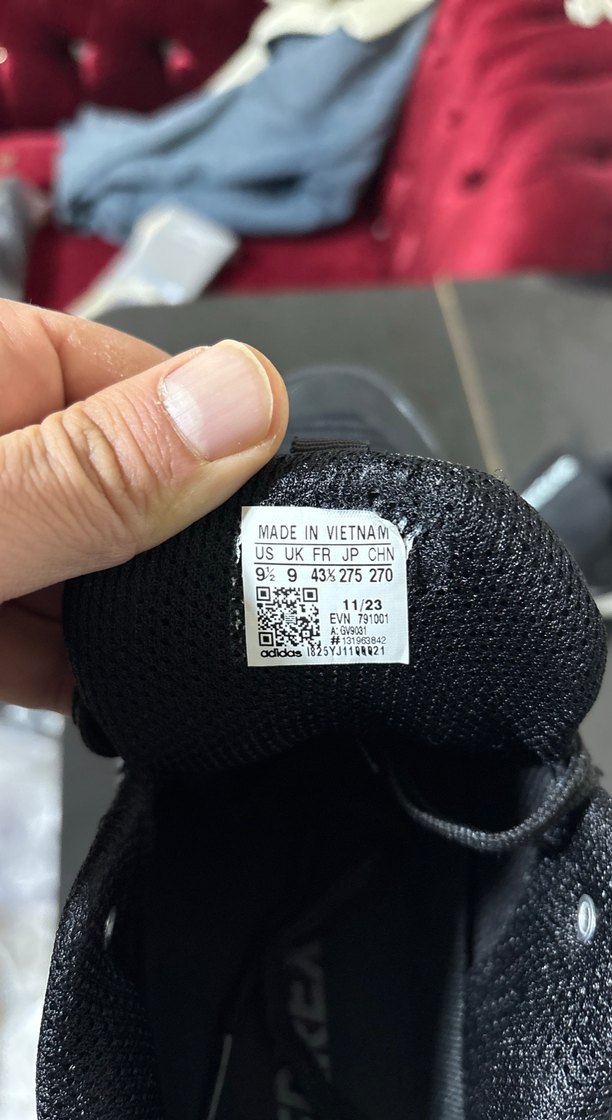 MADE IN VIETNAM
US UK FR JP CHN
9½ 9 43⅓ 275 270
11/23
EVN 791001
A: GV9031
#131963842
adidas